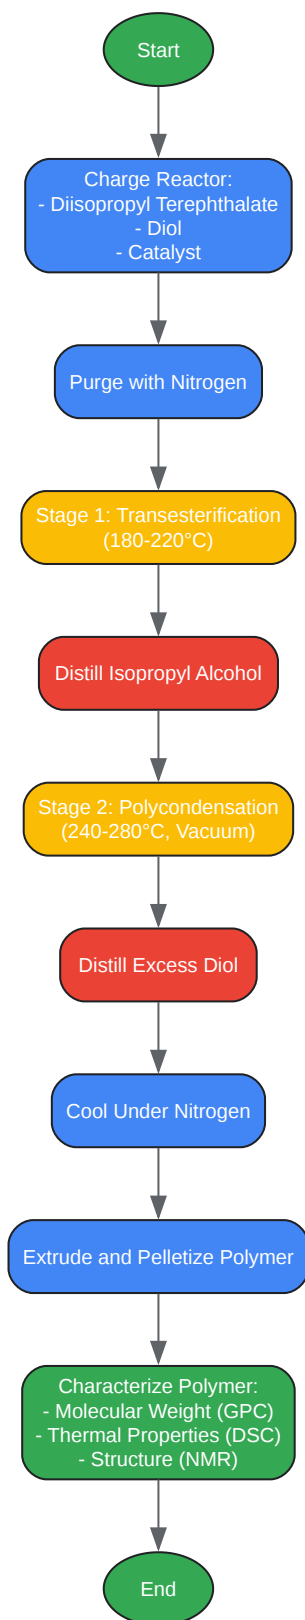 Start
Charge Reactor:
- Diisopropyl Terephthalate
- Diol
- Catalyst
Purge with Nitrogen
Stage 1: Transesterification
(180-220°C)
Distill Isopropyl Alcohol
Stage 2: Polycondensation
(240-280°C, Vacuum)
Distill Excess Diol
Cool Under Nitrogen
Extrude and Pelletize Polymer
Characterize Polymer:
- Molecular Weight (GPC)
- Thermal Properties (DSC)
- Structure (NMR)
End